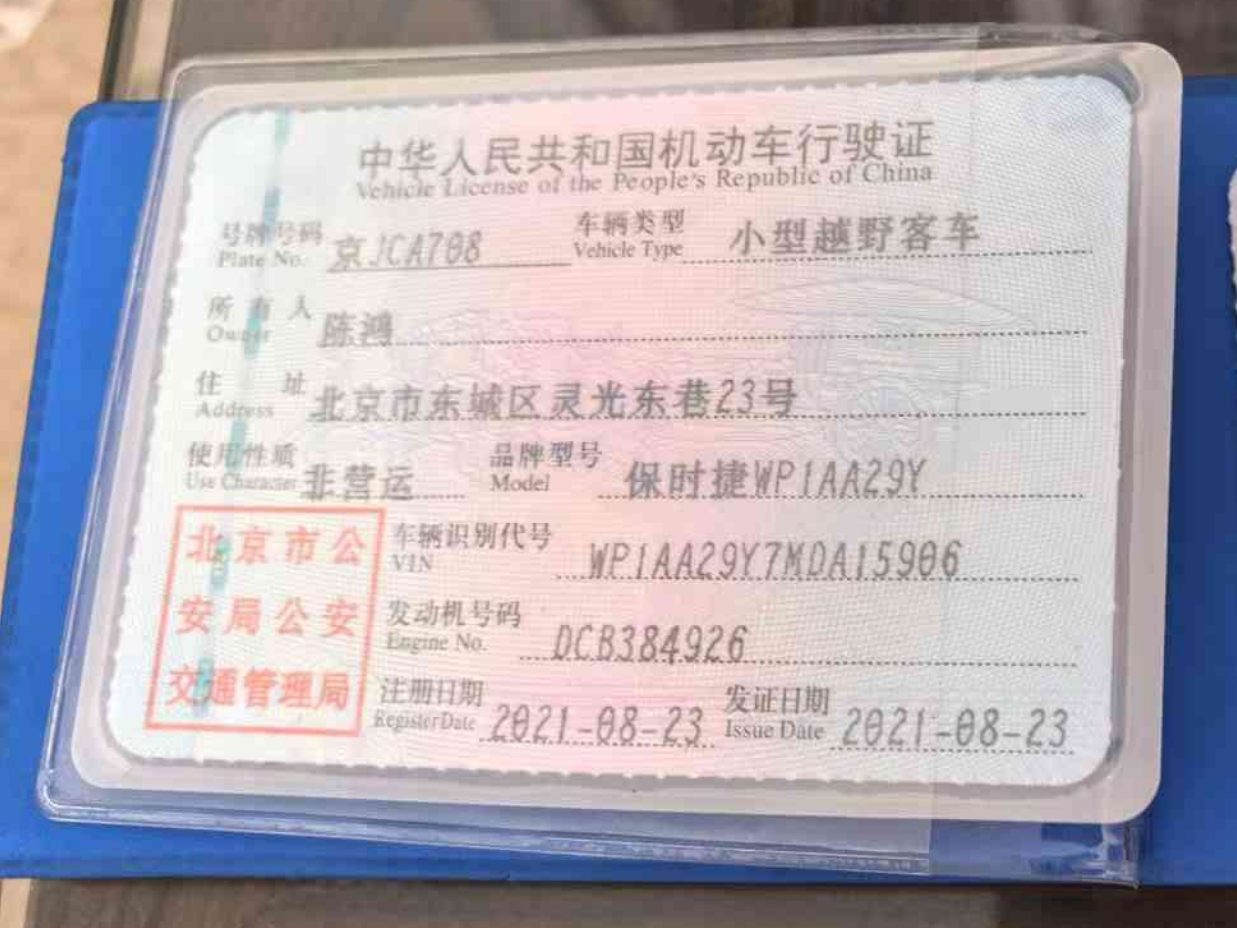 中华人民共和国机动车行驶证
Vehicle License of the People's Republic of China
号牌号码 京JCA708 车辆类型 小型越野客车
Plate No. Vehicle Type
所有人 陈鸿
Owner
住址 北京市东城区灵光东巷23号
Address
使用性质 非营运 品牌型号 保时捷WP1AA29Y
Use Character Model
北京市公
安局公安
交通管理局
车辆识别代号 WP1AA29Y7MDA15906
VIN
发动机号码 DCB384926
Engine No.
注册日期 2021-08-23 发证日期 2021-08-23
Register Date Issue Date